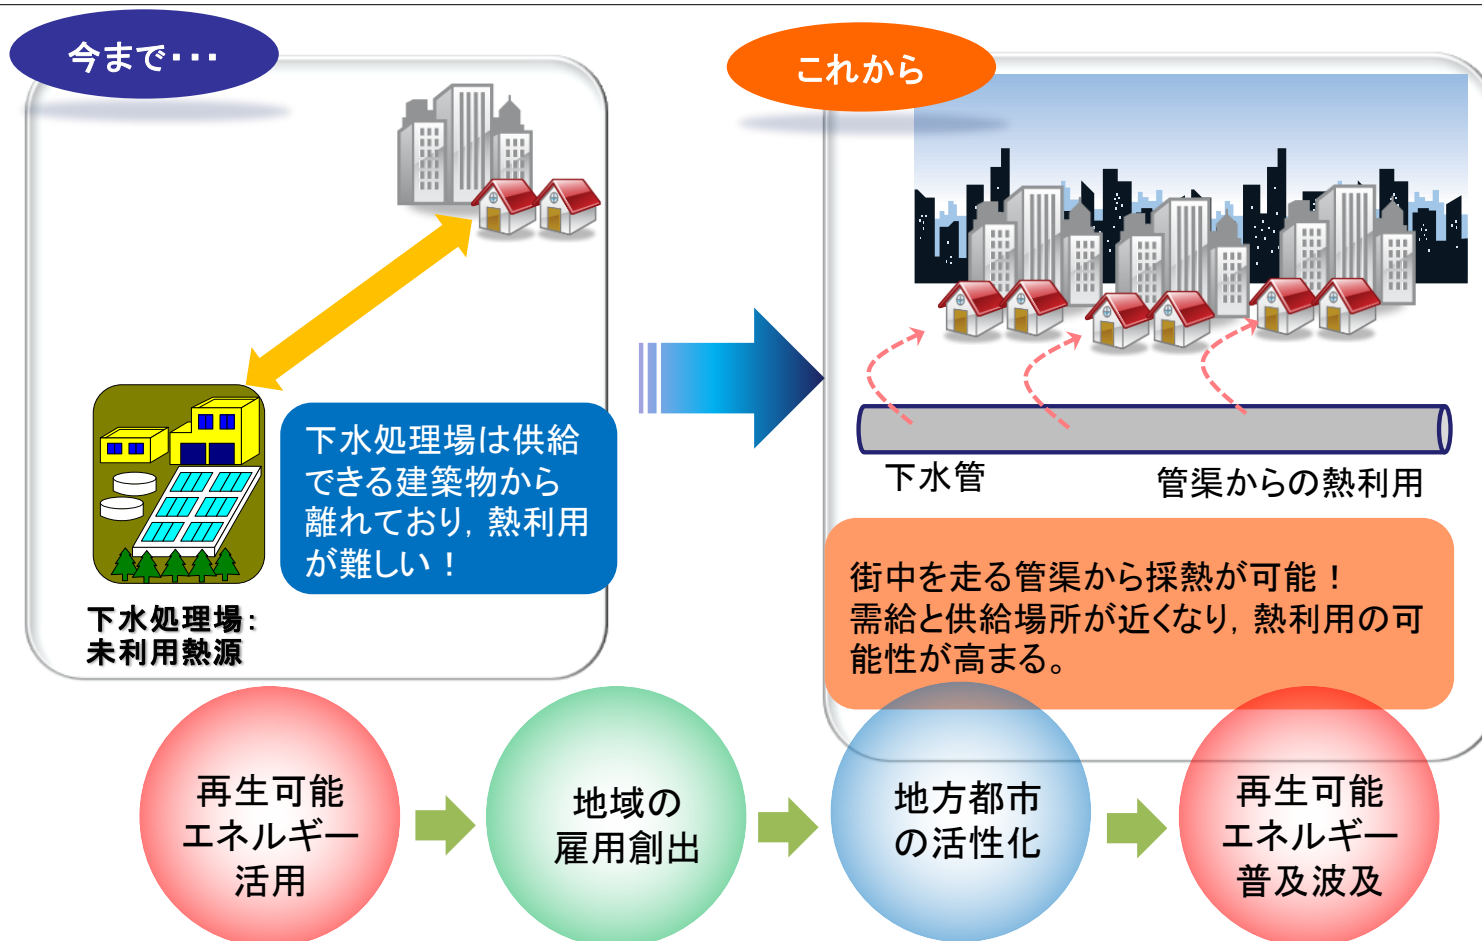 今まで・・・
これから
下水処理場は供給
できる建築物から
離れており，熱利用
が難しい！
下水処理場：
未利用熱源
下水管
管渠からの熱利用
街中を走る管渠から採熱が可能！
需給と供給場所が近くなり，熱利用の可
能性が高まる。
再生可能
エネルギー
活用
地域の
雇用創出
地方都市
の活性化
再生可能
エネルギー
普及波及